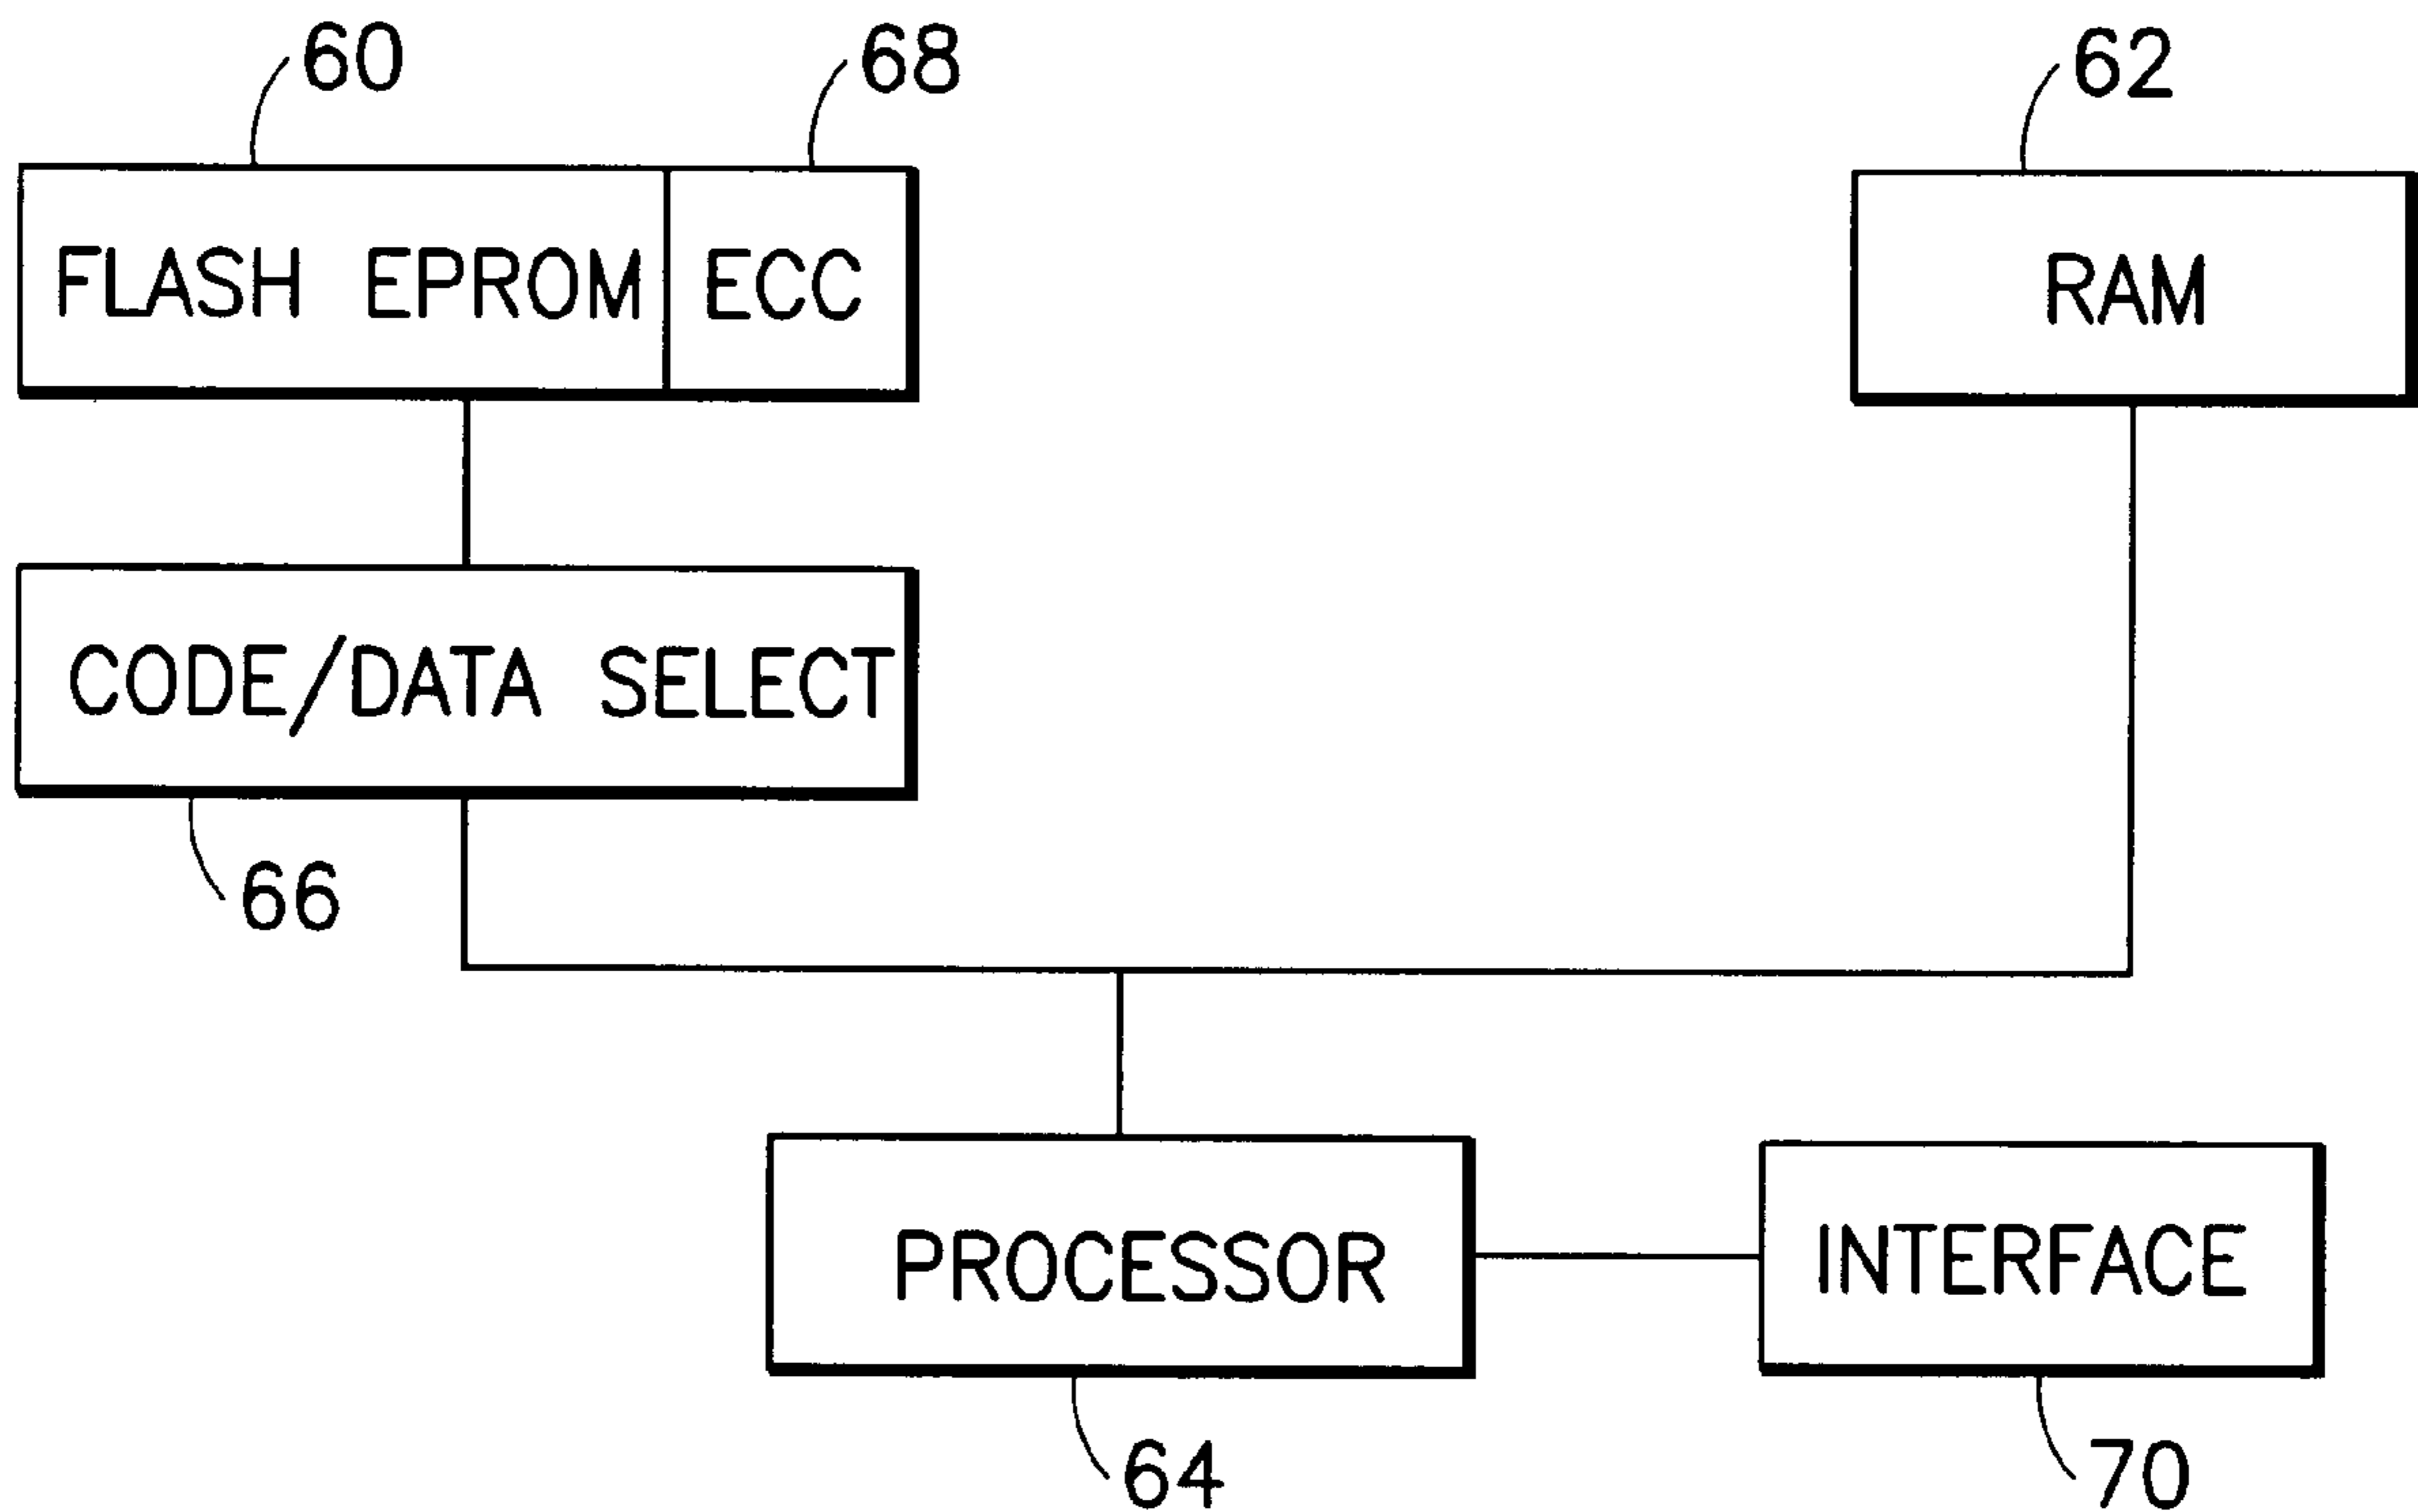 60 68 62
FLASH EPROM ECC RAM
CODE/DATA SELECT
66
PROCESSOR INTERFACE
64 70